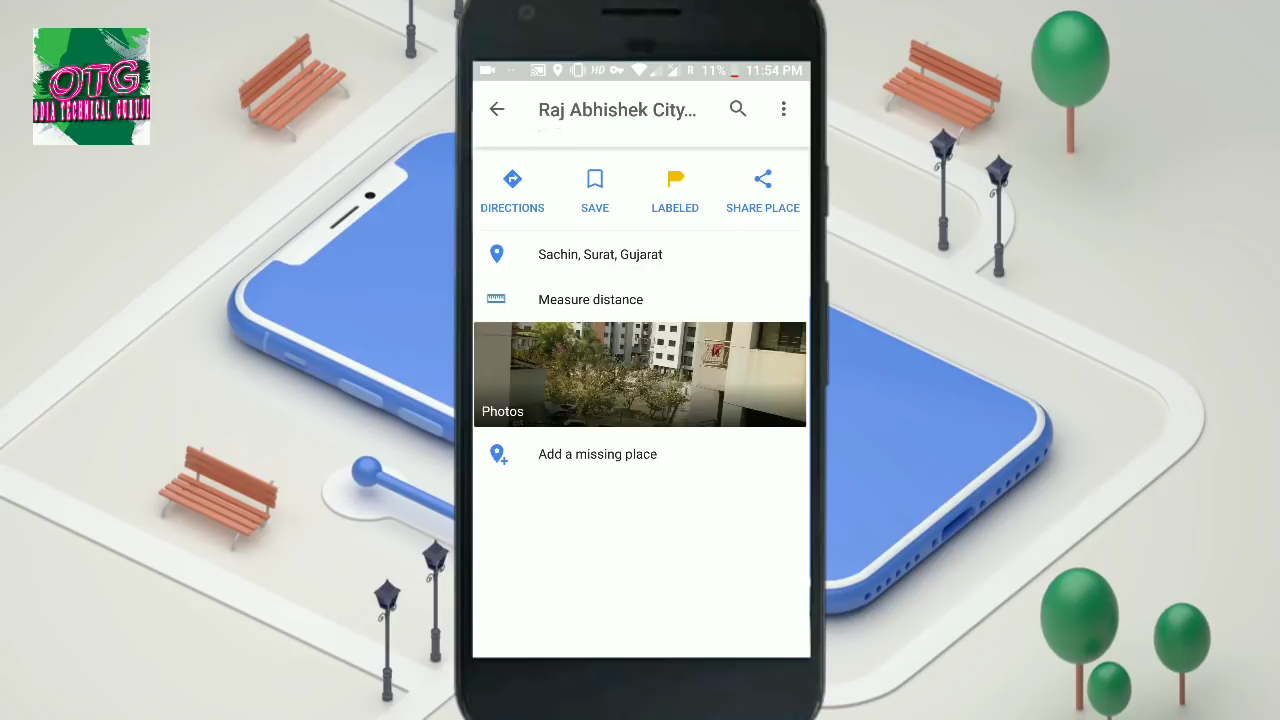 OTG
HD R 11% 11:54 PM
Raj Abhishek City...
DIRECTIONS SAVE LABELED SHARE PLACE
Sachin, Surat, Gujarat
Measure distance
Photos
Add a missing place